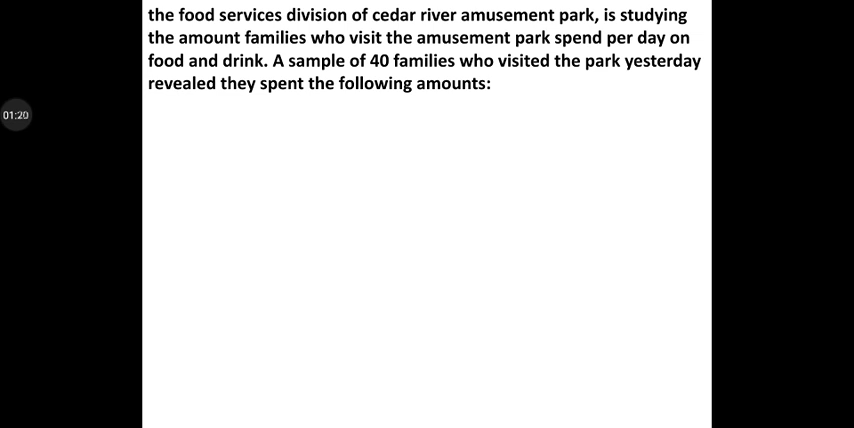 the food services division of cedar river amusement park, is studying
the amount families who visit the amusement park spend per day on
food and drink. A sample of 40 families who visited the park yesterday
revealed they spent the following amounts:
01:20